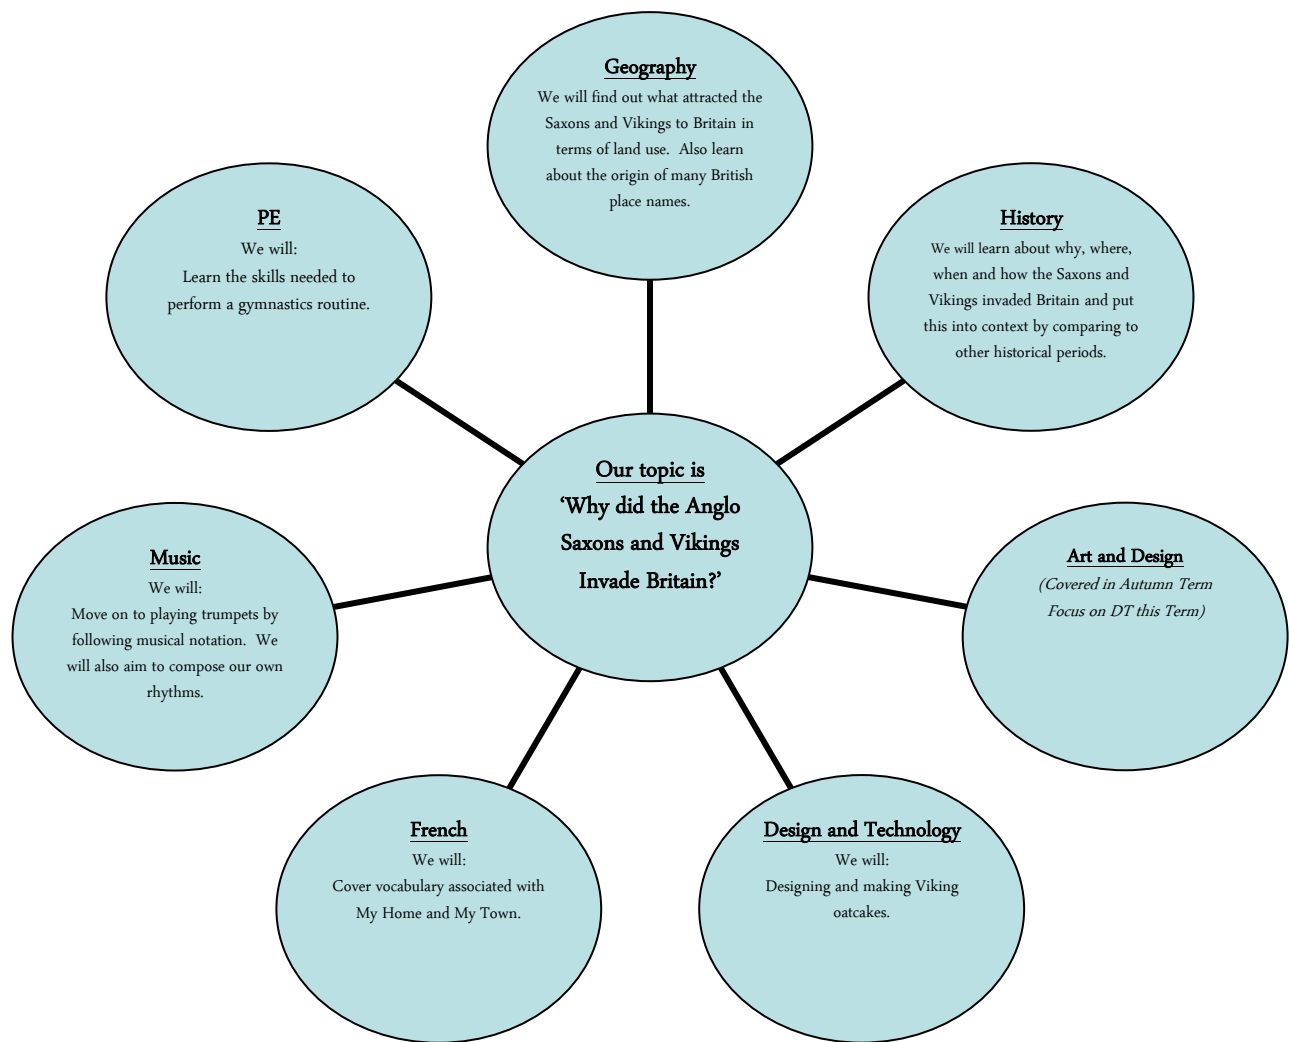 Geography
We will find out what attracted the
Saxons and Vikings to Britain in
terms of land use.  Also learn
about the origin of many British
place names.
PE
We will:
Learn the skills needed to
perform a gymnastics routine.
History
We will learn about why, where,
when and how the Saxons and
Vikings invaded Britain and put
this into context by comparing to
other historical periods.
Our topic is
‘Why did the Anglo
Saxons and Vikings
Invade Britain?’
Music
We will:
Move on to playing trumpets by
following musical notation.  We
will also aim to compose our own
rhythms.
Art and Design
(Covered in Autumn Term
Focus on DT this Term)
French
We will:
Cover vocabulary associated with
My Home and My Town.
Design and Technology
We will:
Designing and making Viking
oatcakes.